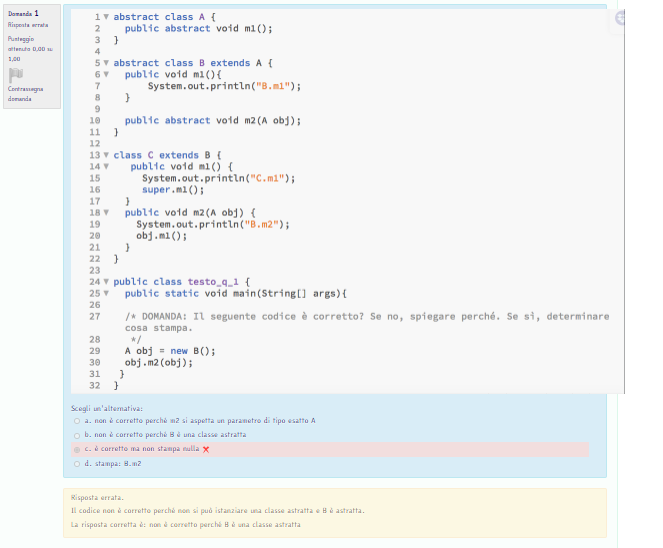 Domanda 1
Risposta errata
Punteggio
ottenuto 0,00 su
1,00
Contrassegna
domanda
1 abstract class A {
2 public abstract void m1();
3 }
4
5 abstract class B extends A {
6 public void m1(){
7 System.out.println("B.m1");
8 }
9
10 public abstract void m2(A obj);
11 }
12
13 class C extends B {
14 public void m1() {
15 System.out.println("C.m1");
16 super.m1();
17 }
18 public void m2(A obj) {
19 System.out.println("B.m2");
20 obj.m1();
21 }
22 }
23
24 public class testo_q_1 {
25 public static void main(String[] args){
26
27 /* DOMANDA: Il seguente codice è corretto? Se no, spiegare perché. Se sì, determinare
cosa stampa.
28 */
29 A obj = new B();
30 obj.m2(obj);
31 }
32 }
Scegli un'alternativa:
a. non è corretto perché m2 si aspetta un parametro di tipo esatto A
b. non è corretto perché B è una classe astratta
c. è corretto ma non stampa nulla
d. stampa: B.m2
Risposta errata.
Il codice non è corretto perché non si può istanziare una classe astratta e B è astratta.
La risposta corretta è: non è corretto perché B è una classe astratta